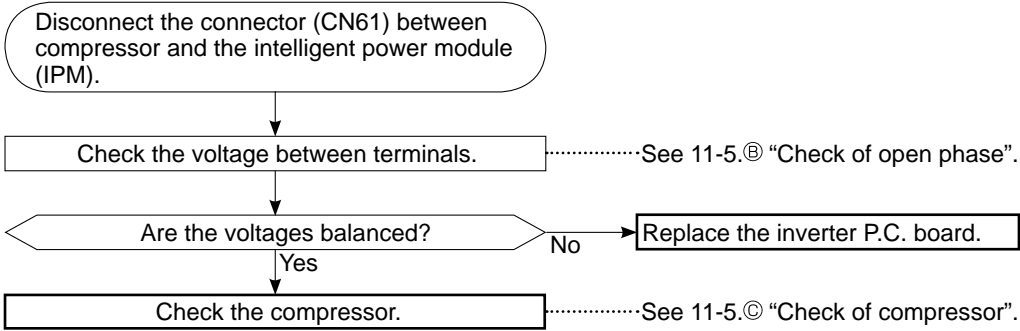 Disconnect the connector (CN61) between
compressor and the intelligent power module
(IPM).
Check the voltage between terminals.
See 11-5.Ⓑ “Check of open phase”.
Are the voltages balanced?
No
Replace the inverter P.C. board.
Yes
Check the compressor.
See 11-5.Ⓒ “Check of compressor”.